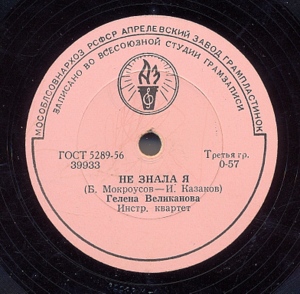 МОСОБЛСОВНАРХОЗ РСФСР АПРЕЛЕВСКИЙ ЗАВОД ГРАМПЛАСТИНОК
ЗАПИСАНО ВО ВСЕСОЮЗНОЙ СТУДИИ ГРАМЗАПИСИ
АЗ
ГОСТ 5289-56
39933
Третья гр.
0-57
НЕ ЗНАЛА Я
(Б. Мокроусов—И. Казаков)
Гелена Великанова
Инстр. квартет